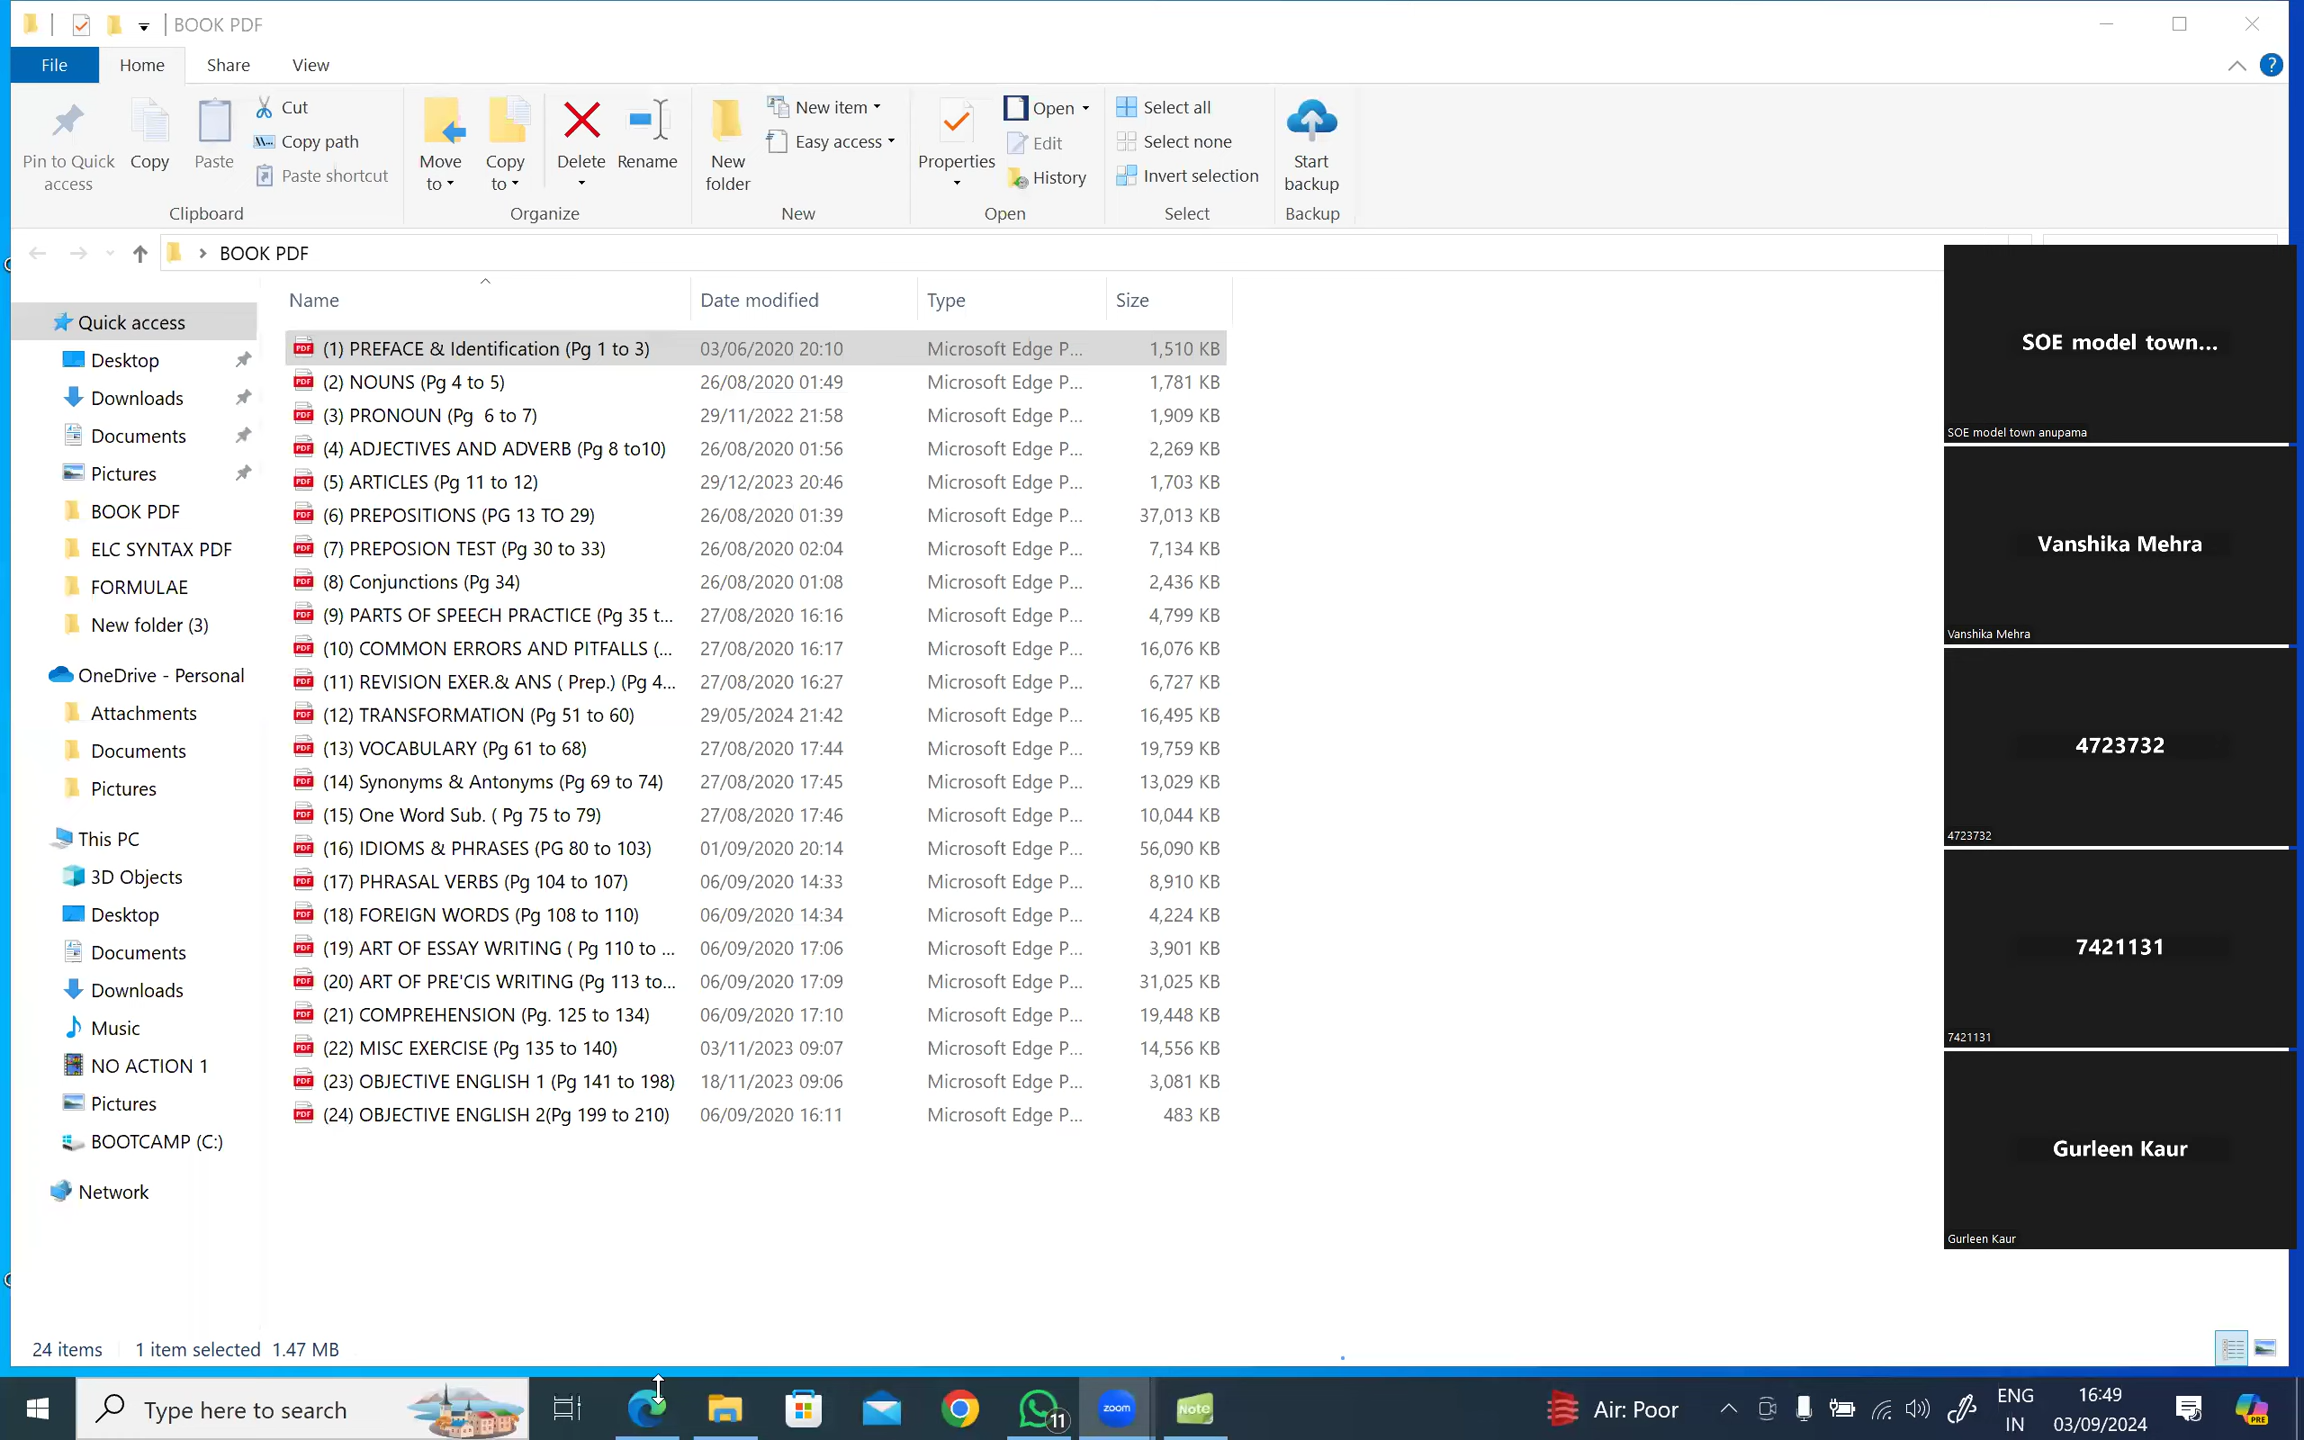 BOOK PDF
File Home Share View
Pin to Quick access
Copy
Paste
Cut
Copy path
Paste shortcut
Clipboard
Move to
Copy to
Delete
Rename
Organize
New folder
New item
Easy access
New
Properties
Open
Edit
History
Open
Select all
Select none
Invert selection
Select
Start backup
Backup
BOOK PDF
Quick access
Desktop
Downloads
Documents
Pictures
BOOK PDF
ELC SYNTAX PDF
FORMULAE
New folder (3)
OneDrive - Personal
Attachments
Documents
Pictures
This PC
3D Objects
Desktop
Documents
Downloads
Music
NO ACTION 1
Pictures
BOOTCAMP (C:)
Network
Name Date modified Type Size
(1) PREFACE & Identification (Pg 1 to 3) 03/06/2020 20:10 Microsoft Edge P... 1,510 KB
(2) NOUNS (Pg 4 to 5) 26/08/2020 01:49 Microsoft Edge P... 1,781 KB
(3) PRONOUN (Pg 6 to 7) 29/11/2022 21:58 Microsoft Edge P... 1,909 KB
(4) ADJECTIVES AND ADVERB (Pg 8 to10) 26/08/2020 01:56 Microsoft Edge P... 2,269 KB
(5) ARTICLES (Pg 11 to 12) 29/12/2023 20:46 Microsoft Edge P... 1,703 KB
(6) PREPOSITIONS (PG 13 TO 29) 26/08/2020 01:39 Microsoft Edge P... 37,013 KB
(7) PREPOSION TEST (Pg 30 to 33) 26/08/2020 02:04 Microsoft Edge P... 7,134 KB
(8) Conjunctions (Pg 34) 26/08/2020 01:08 Microsoft Edge P... 2,436 KB
(9) PARTS OF SPEECH PRACTICE (Pg 35 t... 27/08/2020 16:16 Microsoft Edge P... 4,799 KB
(10) COMMON ERRORS AND PITFALLS (... 27/08/2020 16:17 Microsoft Edge P... 16,076 KB
(11) REVISION EXER.& ANS ( Prep.) (Pg 4... 27/08/2020 16:27 Microsoft Edge P... 6,727 KB
(12) TRANSFORMATION (Pg 51 to 60) 29/05/2024 21:42 Microsoft Edge P... 16,495 KB
(13) VOCABULARY (Pg 61 to 68) 27/08/2020 17:44 Microsoft Edge P... 19,759 KB
(14) Synonyms & Antonyms (Pg 69 to 74) 27/08/2020 17:45 Microsoft Edge P... 13,029 KB
(15) One Word Sub. ( Pg 75 to 79) 27/08/2020 17:46 Microsoft Edge P... 10,044 KB
(16) IDIOMS & PHRASES (PG 80 to 103) 01/09/2020 20:14 Microsoft Edge P... 56,090 KB
(17) PHRASAL VERBS (Pg 104 to 107) 06/09/2020 14:33 Microsoft Edge P... 8,910 KB
(18) FOREIGN WORDS (Pg 108 to 110) 06/09/2020 14:34 Microsoft Edge P... 4,224 KB
(19) ART OF ESSAY WRITING ( Pg 110 to ... 06/09/2020 17:06 Microsoft Edge P... 3,901 KB
(20) ART OF PRE'CIS WRITING (Pg 113 to... 06/09/2020 17:09 Microsoft Edge P... 31,025 KB
(21) COMPREHENSION (Pg. 125 to 134) 06/09/2020 17:10 Microsoft Edge P... 19,448 KB
(22) MISC EXERCISE (Pg 135 to 140) 03/11/2023 09:07 Microsoft Edge P... 14,556 KB
(23) OBJECTIVE ENGLISH 1 (Pg 141 to 198) 18/11/2023 09:06 Microsoft Edge P... 3,081 KB
(24) OBJECTIVE ENGLISH 2(Pg 199 to 210) 06/09/2020 16:11 Microsoft Edge P... 483 KB
SOE model town...
SOE model town anupama
Vanshika Mehra
Vanshika Mehra
4723732
4723732
7421131
7421131
Gurleen Kaur
Gurleen Kaur
24 items 1 item selected 1.47 MB
Type here to search
11
zoom
Note
Air: Poor
ENG
IN
16:49
03/09/2024
PRE